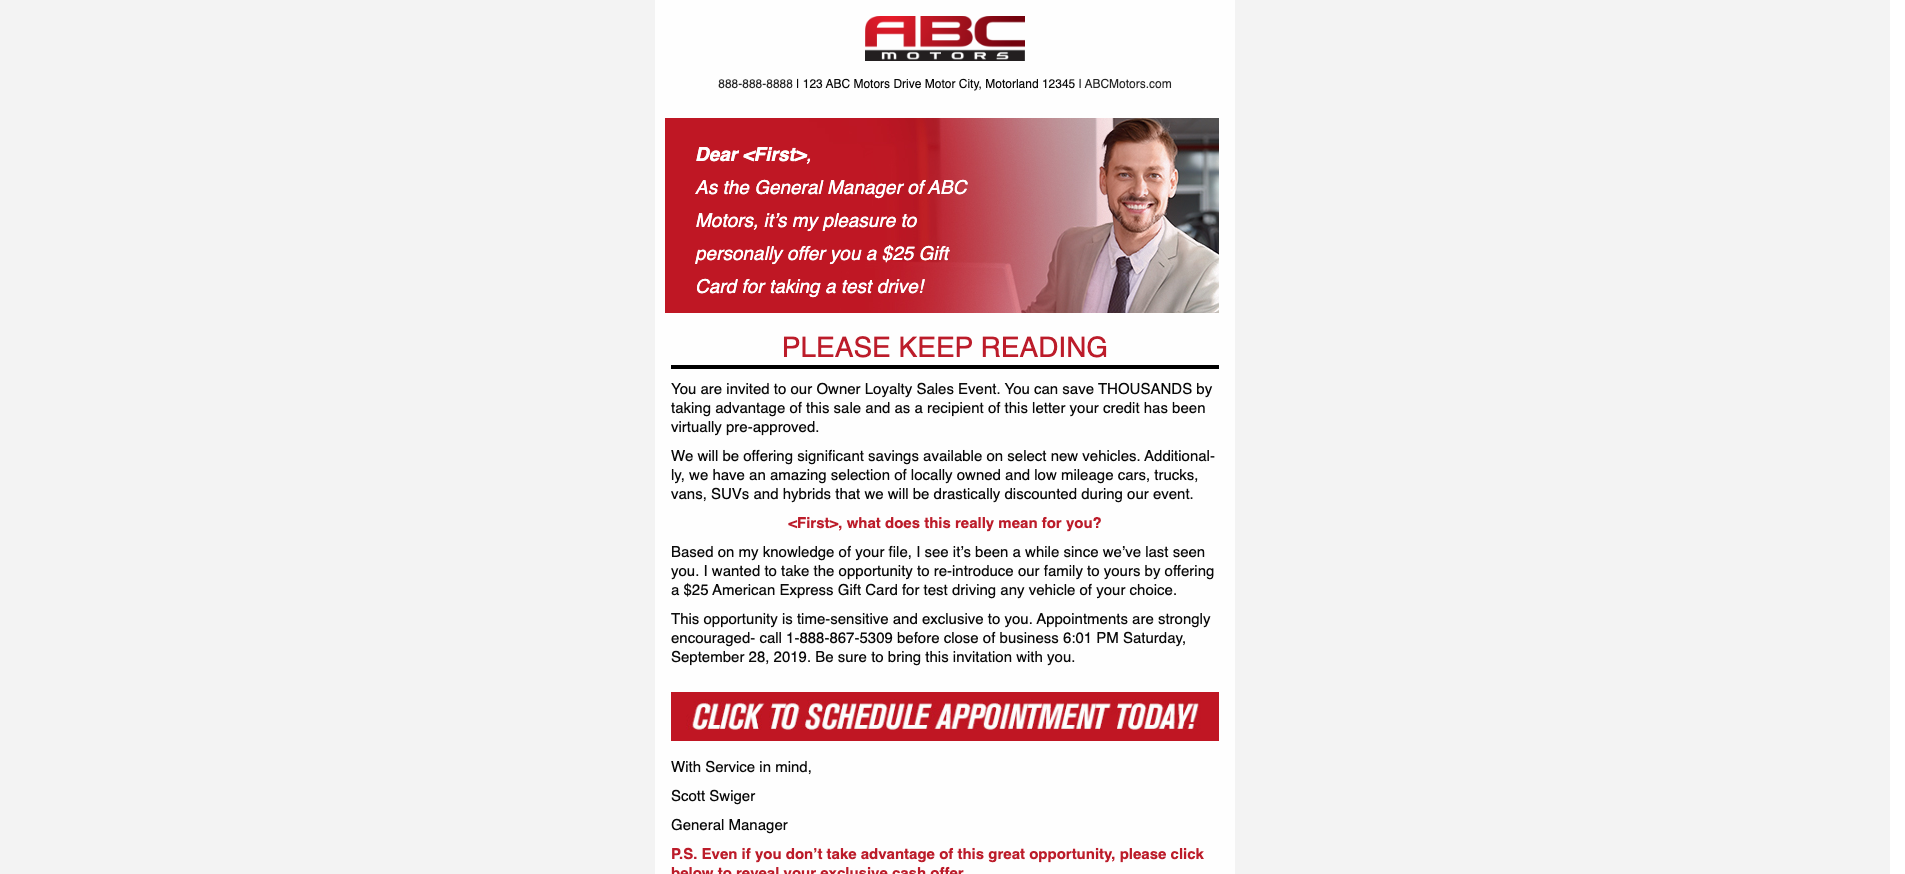 ABC
MOTORS
888-888-8888 | 123 ABC Motors Drive Motor City, Motorland 12345 | ABCMotors.com
Dear <First>,
As the General Manager of ABC
Motors, it’s my pleasure to
personally offer you a $25 Gift
Card for taking a test drive!
PLEASE KEEP READING
You are invited to our Owner Loyalty Sales Event. You can save THOUSANDS by
taking advantage of this sale and as a recipient of this letter your credit has been
virtually pre-approved.
We will be offering significant savings available on select new vehicles. Additional-
ly, we have an amazing selection of locally owned and low mileage cars, trucks,
vans, SUVs and hybrids that we will be drastically discounted during our event.
<First>, what does this really mean for you?
Based on my knowledge of your file, I see it’s been a while since we’ve last seen
you. I wanted to take the opportunity to re-introduce our family to yours by offering
a $25 American Express Gift Card for test driving any vehicle of your choice.
This opportunity is time-sensitive and exclusive to you. Appointments are strongly
encouraged- call 1-888-867-5309 before close of business 6:01 PM Saturday,
September 28, 2019. Be sure to bring this invitation with you.
CLICK TO SCHEDULE APPOINTMENT TODAY!
With Service in mind,
Scott Swiger
General Manager
P.S. Even if you don’t take advantage of this great opportunity, please click
below to reveal your exclusive cash offer